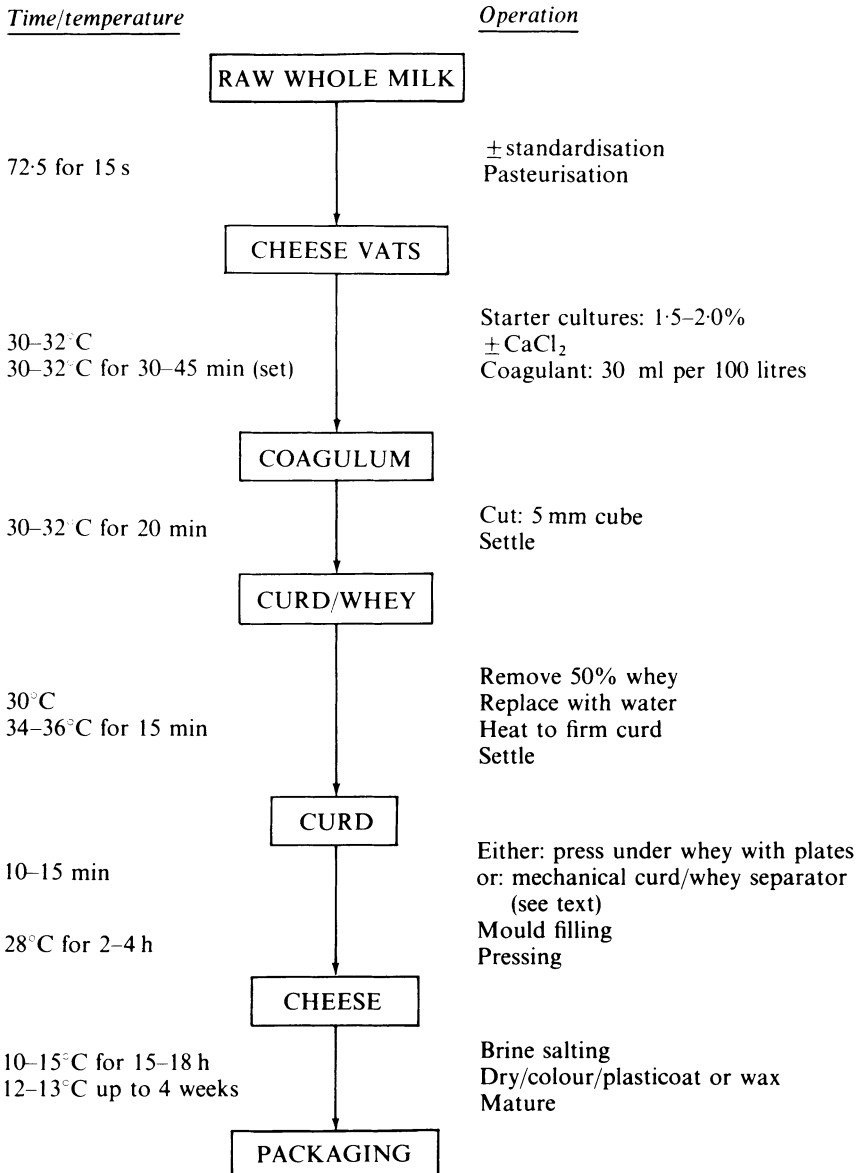 Time/temperature
Operation
RAW WHOLE MILK
72·5 for 15 s
±standardisation
Pasteurisation
CHEESE VATS
30–32°C
30–32°C for 30–45 min (set)
Starter cultures: 1·5–2·0%
±CaCl₂
Coagulant: 30 ml per 100 litres
COAGULUM
30–32°C for 20 min
Cut: 5 mm cube
Settle
CURD/WHEY
30°C
34–36°C for 15 min
Remove 50% whey
Replace with water
Heat to firm curd
Settle
CURD
10–15 min
Either: press under whey with plates
or: mechanical curd/whey separator
(see text)
28°C for 2–4 h
Mould filling
Pressing
CHEESE
10–15°C for 15–18 h
12–13°C up to 4 weeks
Brine salting
Dry/colour/plasticoat or wax
Mature
PACKAGING